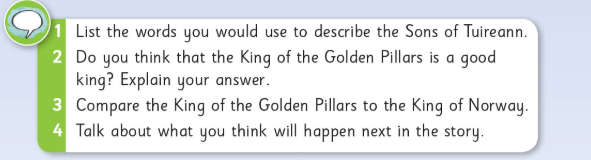 1 List the words you would use to describe the Sons of Tuireann.
2 Do you think that the King of the Golden Pillars is a good
king? Explain your answer.
3 Compare the King of the Golden Pillars to the King of Norway.
4 Talk about what you think will happen next in the story.